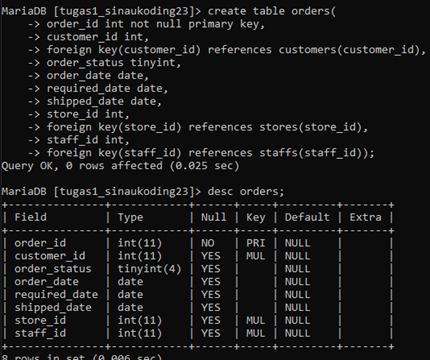 MariaDB [tugas1_sinaukoding23]> create table orders(
    -> order_id int not null primary key,
    -> customer_id int,
    -> foreign key(customer_id) references customers(customer_id),
    -> order_status tinyint,
    -> order_date date,
    -> required_date date,
    -> shipped_date date,
    -> store_id int,
    -> foreign key(store_id) references stores(store_id),
    -> staff_id int,
    -> foreign key(staff_id) references staffs(staff_id));
Query OK, 0 rows affected (0.025 sec)

MariaDB [tugas1_sinaukoding23]> desc orders;
+---------------+------------+------+-----+---------+-------+
| Field         | Type       | Null | Key | Default | Extra |
+---------------+------------+------+-----+---------+-------+
| order_id      | int(11)    | NO   | PRI | NULL    |       |
| customer_id   | int(11)    | YES  | MUL | NULL    |       |
| order_status  | tinyint(4) | YES  |     | NULL    |       |
| order_date    | date       | YES  |     | NULL    |       |
| required_date | date       | YES  |     | NULL    |       |
| shipped_date  | date       | YES  |     | NULL    |       |
| store_id      | int(11)    | YES  | MUL | NULL    |       |
| staff_id      | int(11)    | YES  | MUL | NULL    |       |
+---------------+------------+------+-----+---------+-------+
8 rows in set (0.006 sec)